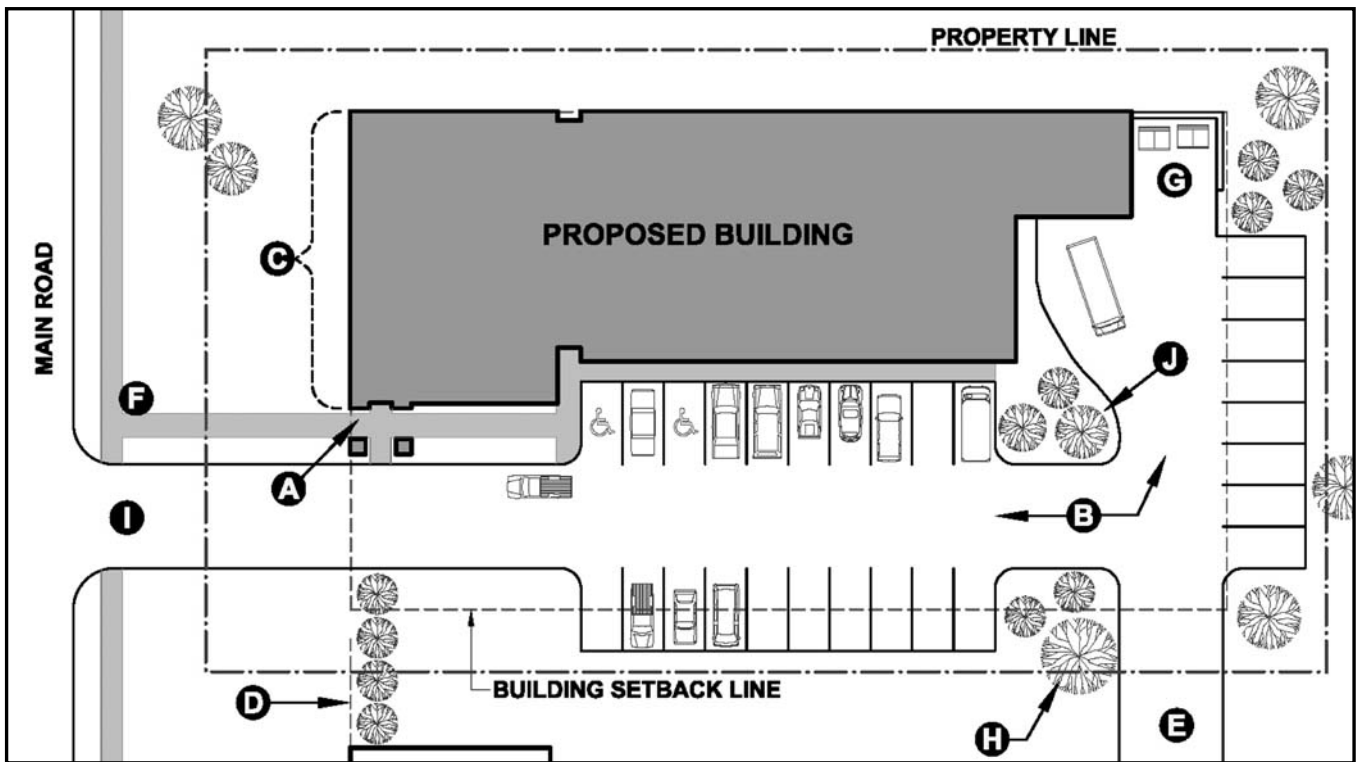 PROPERTY LINE
G
PROPOSED BUILDING
C
MAIN ROAD
J
F
A
I
B
BUILDING SETBACK LINE
D
H
E